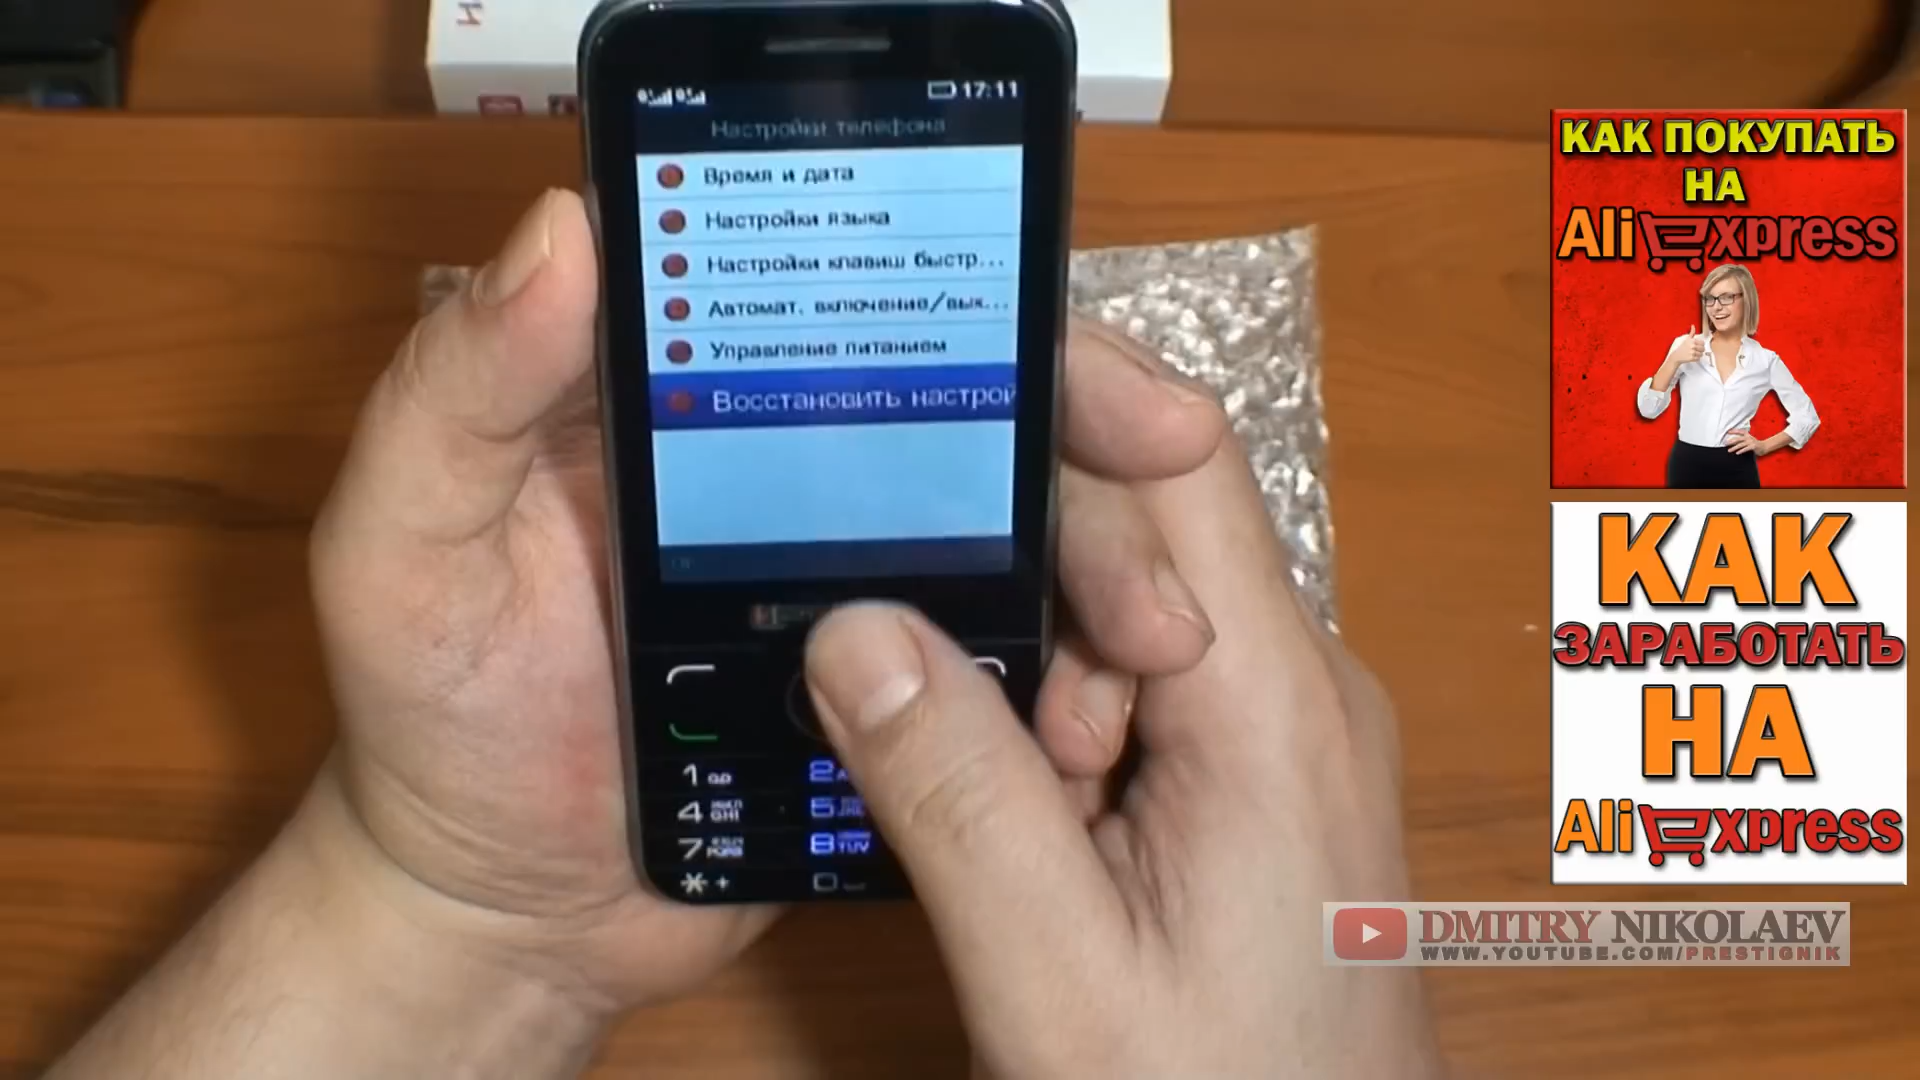 17:11
Настройки телефона
Время и дата
Настройки языка
Настройки клавиш быстр...
Автомат. включение/вык...
Управление питанием
Восстановить настрой
1
2
4
GHI
5
7
8 TUV
* +
КАК ПОКУПАТЬ
НА
AliExpress
КАК
ЗАРАБОТАТЬ
НА
AliExpress
DMITRY NIKOLAEV
WWW.YOUTUBE.COM/PRESTIGNIK